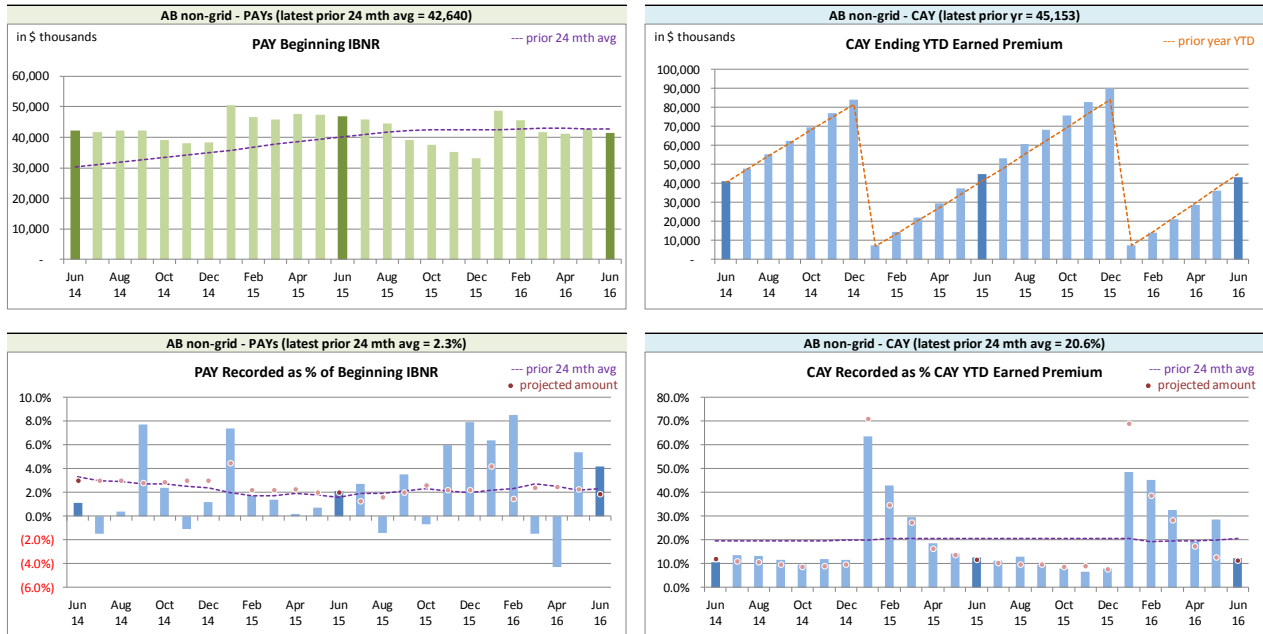 AB non-grid - PAYs (latest prior 24 mth avg = 42,640)
in $ thousands
PAY Beginning IBNR
--- prior 24 mth avg
60,000
50,000
40,000
30,000
20,000
10,000
-
Jun Aug Oct Dec Feb Apr Jun Aug Oct Dec Feb Apr Jun
14 14 14 14 15 15 15 15 15 15 16 16 16
AB non-grid - CAY (latest prior yr = 45,153)
in $ thousands
CAY Ending YTD Earned Premium
--- prior year YTD
100,000
90,000
80,000
70,000
60,000
50,000
40,000
30,000
20,000
10,000
-
Jun Aug Oct Dec Feb Apr Jun Aug Oct Dec Feb Apr Jun
14 14 14 14 15 15 15 15 15 15 16 16 16
AB non-grid - PAYs (latest prior 24 mth avg = 2.3%)
PAY Recorded as % of Beginning IBNR
--- prior 24 mth avg
projected amount
10.0%
8.0%
6.0%
4.0%
2.0%
0.0%
(2.0%)
(4.0%)
(6.0%)
Jun Aug Oct Dec Feb Apr Jun Aug Oct Dec Feb Apr Jun
14 14 14 14 15 15 15 15 15 15 16 16 16
AB non-grid - CAY (latest prior 24 mth avg = 20.6%)
CAY Recorded as % CAY YTD Earned Premium
--- prior 24 mth avg
projected amount
80.0%
70.0%
60.0%
50.0%
40.0%
30.0%
20.0%
10.0%
0.0%
Jun Aug Oct Dec Feb Apr Jun Aug Oct Dec Feb Apr Jun
14 14 14 14 15 15 15 15 15 15 16 16 16